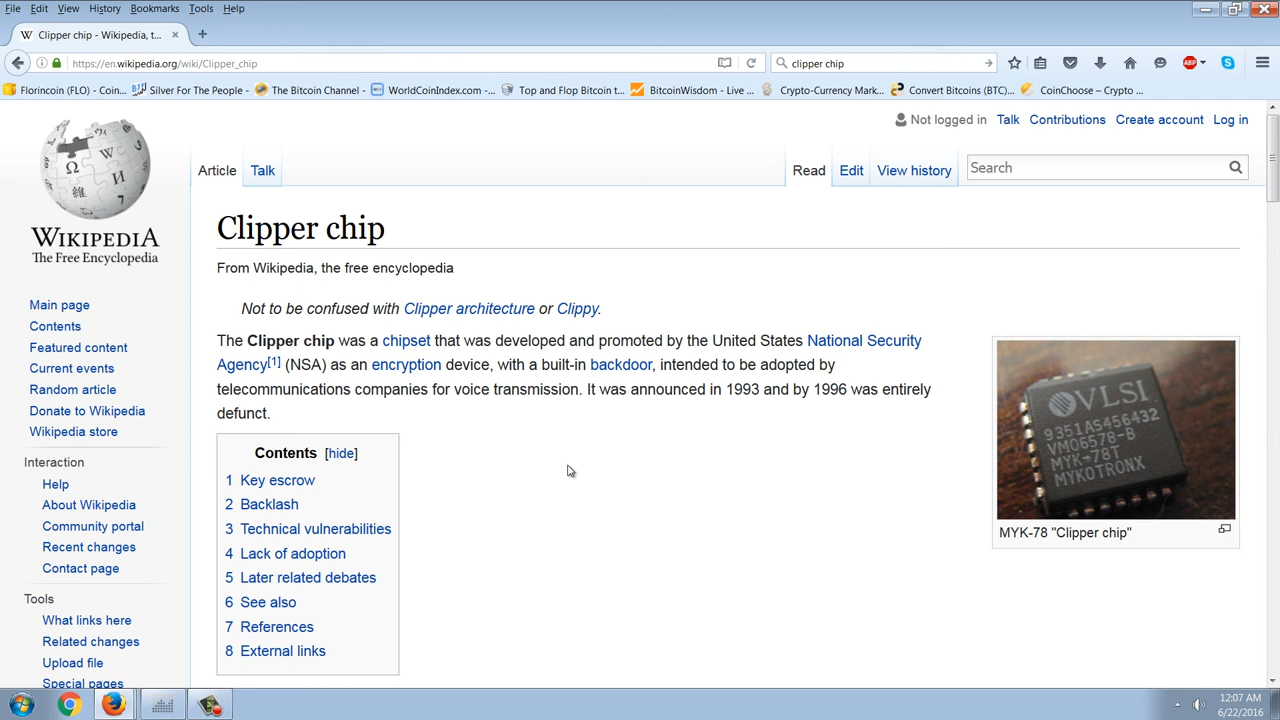 File Edit View History Bookmarks Tools Help
W Clipper chip - Wikipedia, t... × +
https://en.wikipedia.org/wiki/Clipper_chip
clipper chip
ABP
Florincoin (FLO) - Coin...
Silver For The People -
The Bitcoin Channel -
WorldCoinIndex.com -...
Top and Flop Bitcoin t...
BitcoinWisdom - Live ...
Crypto-Currency Mark...
Convert Bitcoins (BTC)...
CoinChoose – Crypto ...
Not logged in Talk Contributions Create account Log in
Article Talk
Read Edit View history
Search
WIKIPEDIA
The Free Encyclopedia
Main page
Contents
Featured content
Current events
Random article
Donate to Wikipedia
Wikipedia store
Interaction
Help
About Wikipedia
Community portal
Recent changes
Contact page
Tools
What links here
Related changes
Upload file
Special pages
Clipper chip
From Wikipedia, the free encyclopedia
Not to be confused with Clipper architecture or Clippy.
The Clipper chip was a chipset that was developed and promoted by the United States National Security
Agency[1] (NSA) as an encryption device, with a built-in backdoor, intended to be adopted by
telecommunications companies for voice transmission. It was announced in 1993 and by 1996 was entirely
defunct.
Contents [hide]
1 Key escrow
2 Backlash
3 Technical vulnerabilities
4 Lack of adoption
5 Later related debates
6 See also
7 References
8 External links
VLSI
9351AS456432
VM06578-B
MYK-78T
MYKOTRONX
MYK-78 "Clipper chip"
12:07 AM
6/22/2016